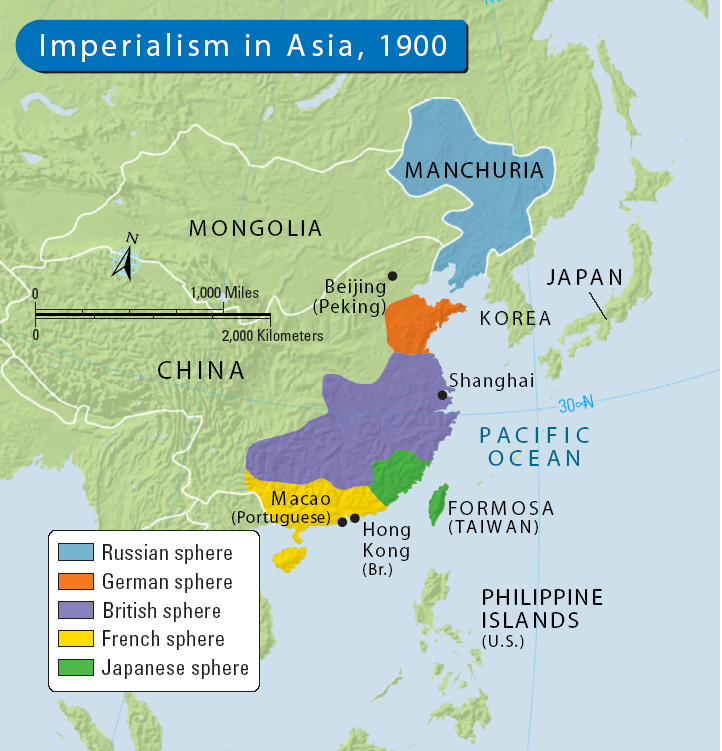 Imperialism in Asia, 1900
MANCHURIA
MONGOLIA
N
0
1,000 Miles
0
2,000 Kilometers
Beijing
(Peking)
JAPAN
KOREA
CHINA
Shanghai
30∞N
PACIFIC
OCEAN
Macao
(Portuguese)
Hong
Kong
(Br.)
FORMOSA
(TAIWAN)
PHILIPPINE
ISLANDS
(U.S.)
Russian sphere
German sphere
British sphere
French sphere
Japanese sphere